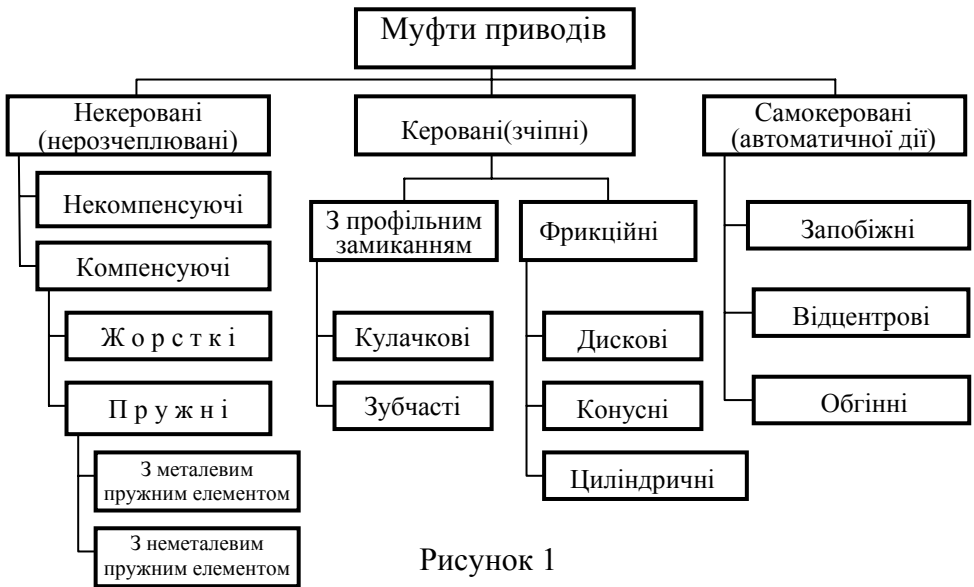 Муфти приводів
Некеровані
(нерозчеплювані)
Некомпенсуючі
Компенсуючі
Ж о р с т к і
П р у ж н і
З металевим
пружним елементом
З неметалевим
пружним елементом
Керовані(зчіпні)
З профільним
замиканням
Кулачкові
Зубчасті
Фрикційні
Дискові
Конусні
Циліндричні
Самокеровані
(автоматичної дії)
Запобіжні
Відцентрові
Обгінні
Рисунок 1